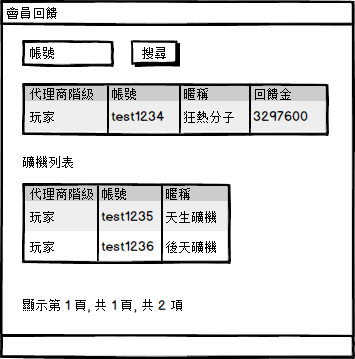 會員回饋
帳號 搜尋
代理商階級 帳號 暱稱 回饋金
玩家 test1234 狂熱分子 3297600
礦機列表
代理商階級 帳號 暱稱
玩家 test1235 天生礦機
玩家 test1236 後天礦機
顯示第 1 頁, 共 1 頁, 共 2 項